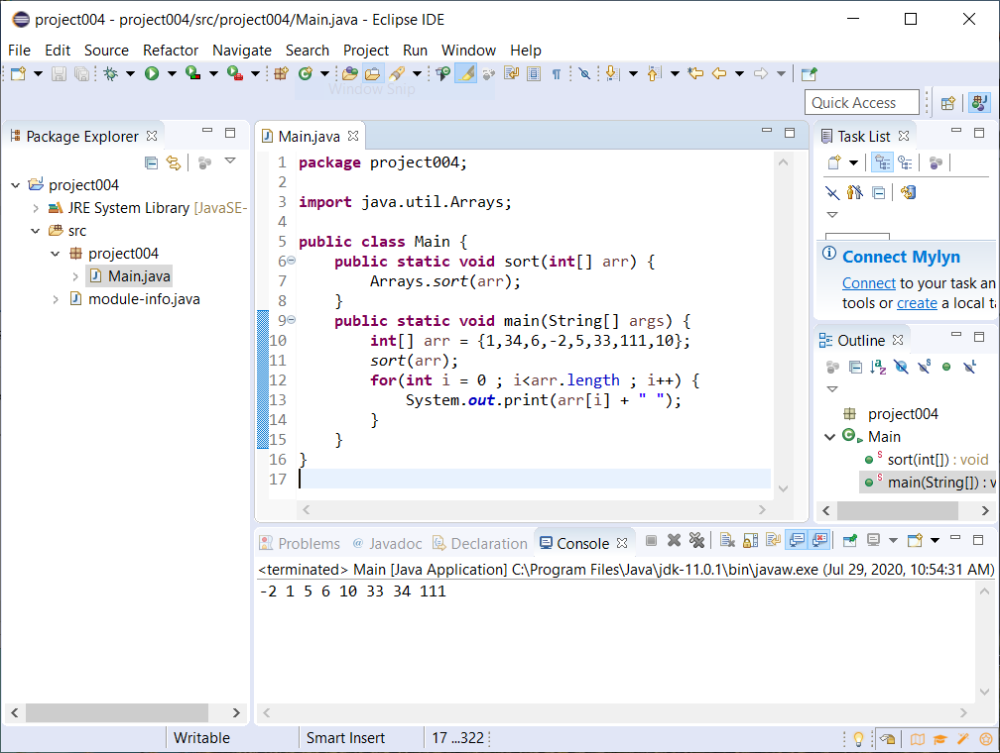 project004 - project004/src/project004/Main.java - Eclipse IDE
File Edit Source Refactor Navigate Search Project Run Window Help
Window Snip
Quick Access
Package Explorer
project004
JRE System Library [JavaSE-
src
project004
Main.java
module-info.java
Main.java
1 package project004;
2
3 import java.util.Arrays;
4
5 public class Main {
6 public static void sort(int[] arr) {
7 Arrays.sort(arr);
8 }
9 public static void main(String[] args) {
10 int[] arr = {1,34,6,-2,5,33,111,10};
11 sort(arr);
12 for(int i = 0 ; i<arr.length ; i++) {
13 System.out.print(arr[i] + " ");
14 }
15 }
16 }
17
Task List
Connect Mylyn
Connect to your task an
tools or create a local ta
Outline
project004
Main
sort(int[]) : void
main(String[]) : v
Problems @ Javadoc Declaration Console
<terminated> Main [Java Application] C:\Program Files\Java\jdk-11.0.1\bin\javaw.exe (Jul 29, 2020, 10:54:31 AM)
-2 1 5 6 10 33 34 111
Writable Smart Insert 17 ...322